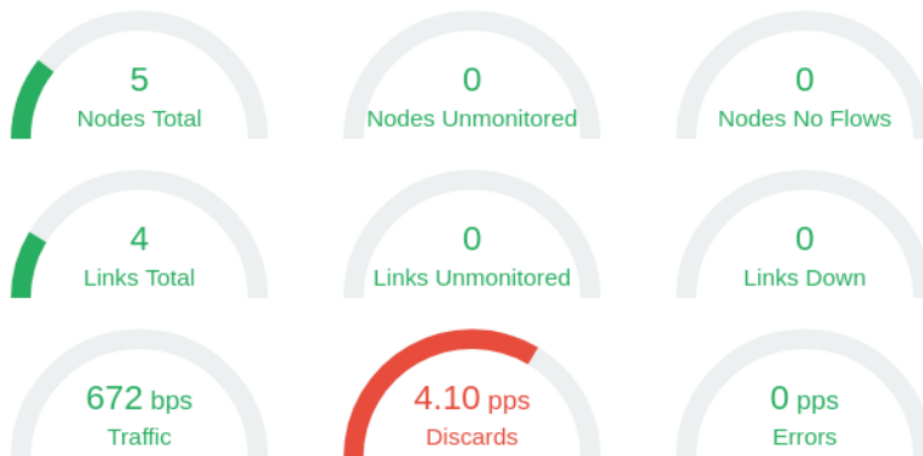 5
Nodes Total
0
Nodes Unmonitored
0
Nodes No Flows
4
Links Total
0
Links Unmonitored
0
Links Down
672 bps
Traffic
4.10 pps
Discards
0 pps
Errors